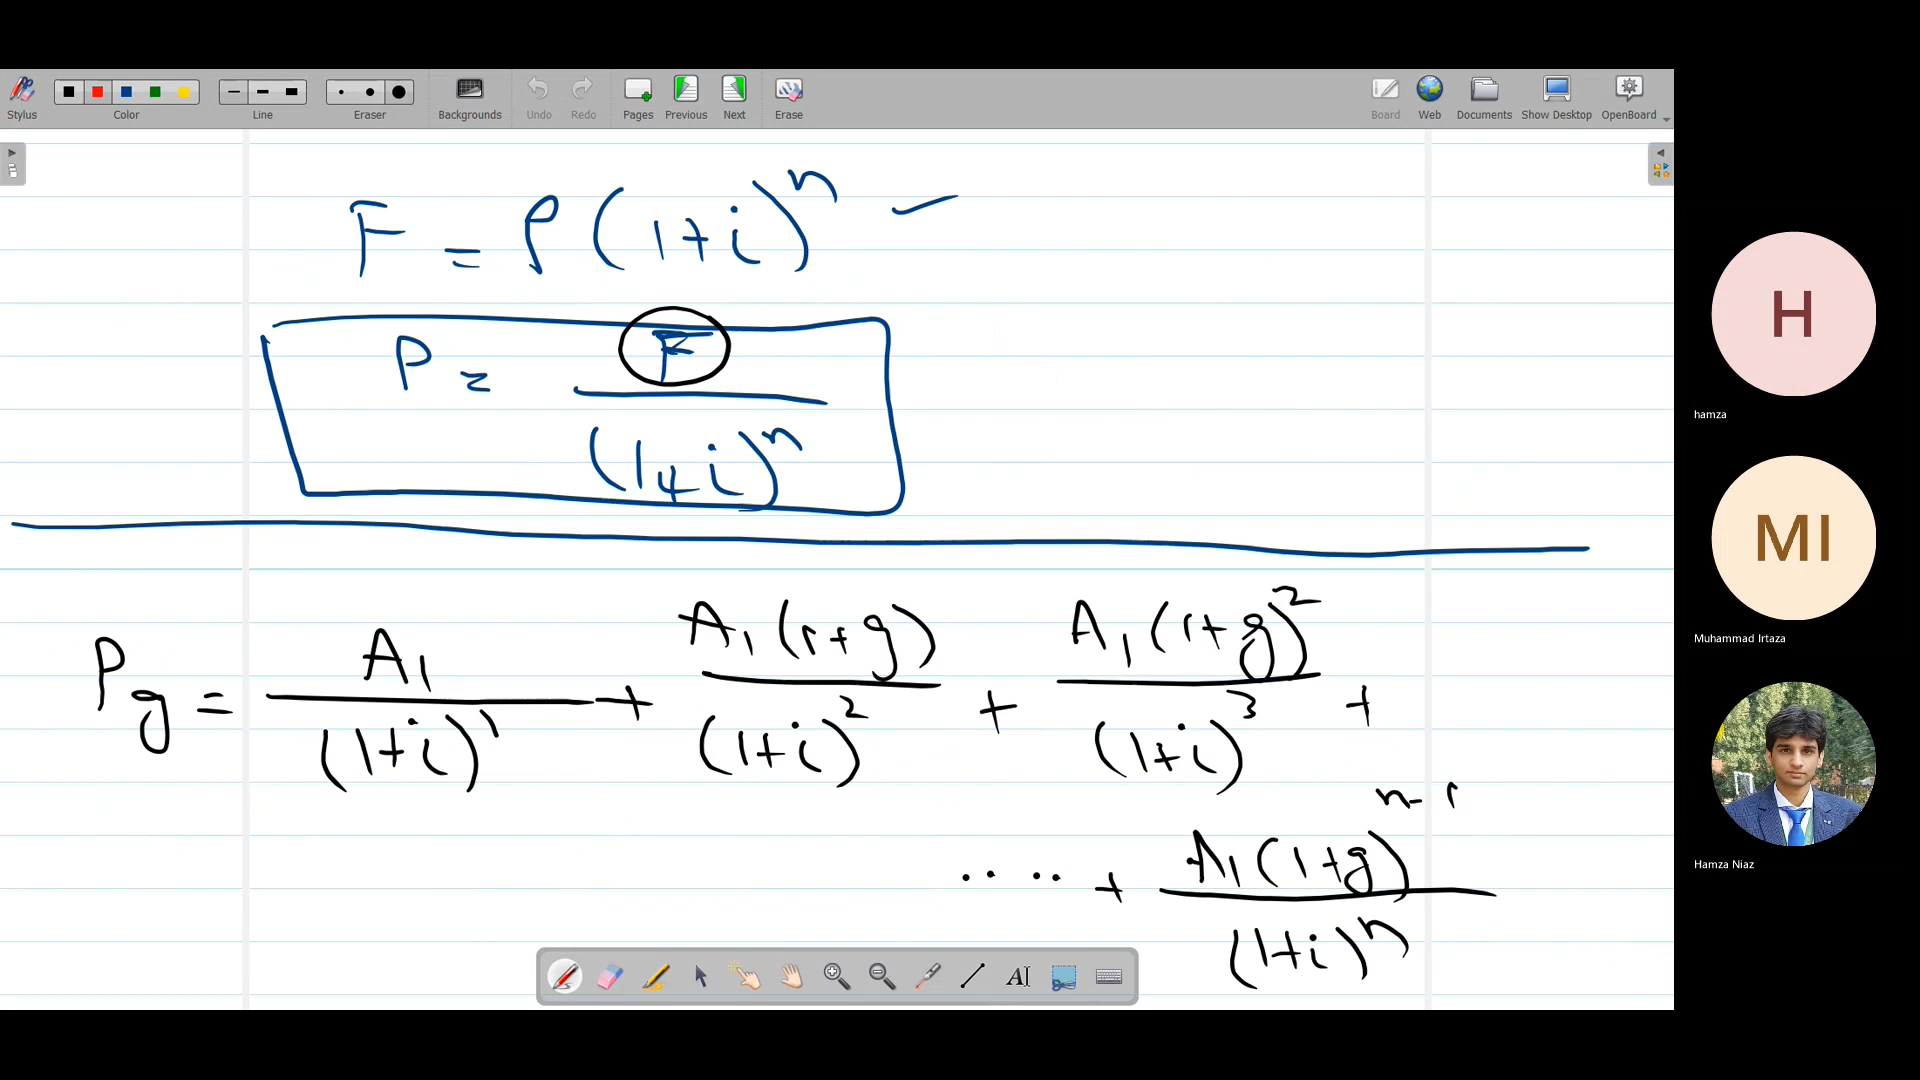 Stylus Color Line Eraser Backgrounds Undo Redo Pages Previous Next Erase Board Web Documents Show Desktop OpenBoard
F = P (1+i)^n
P = F / (1+i)^n
Pg = A1 / (1+i)^1 + A1(1+g) / (1+i)^2 + A1(1+g)^2 / (1+i)^3 +
.... + A1(1+g)^n-1 / (1+i)^n
H
hamza
MI
Muhammad Irtaza
Hamza Niaz